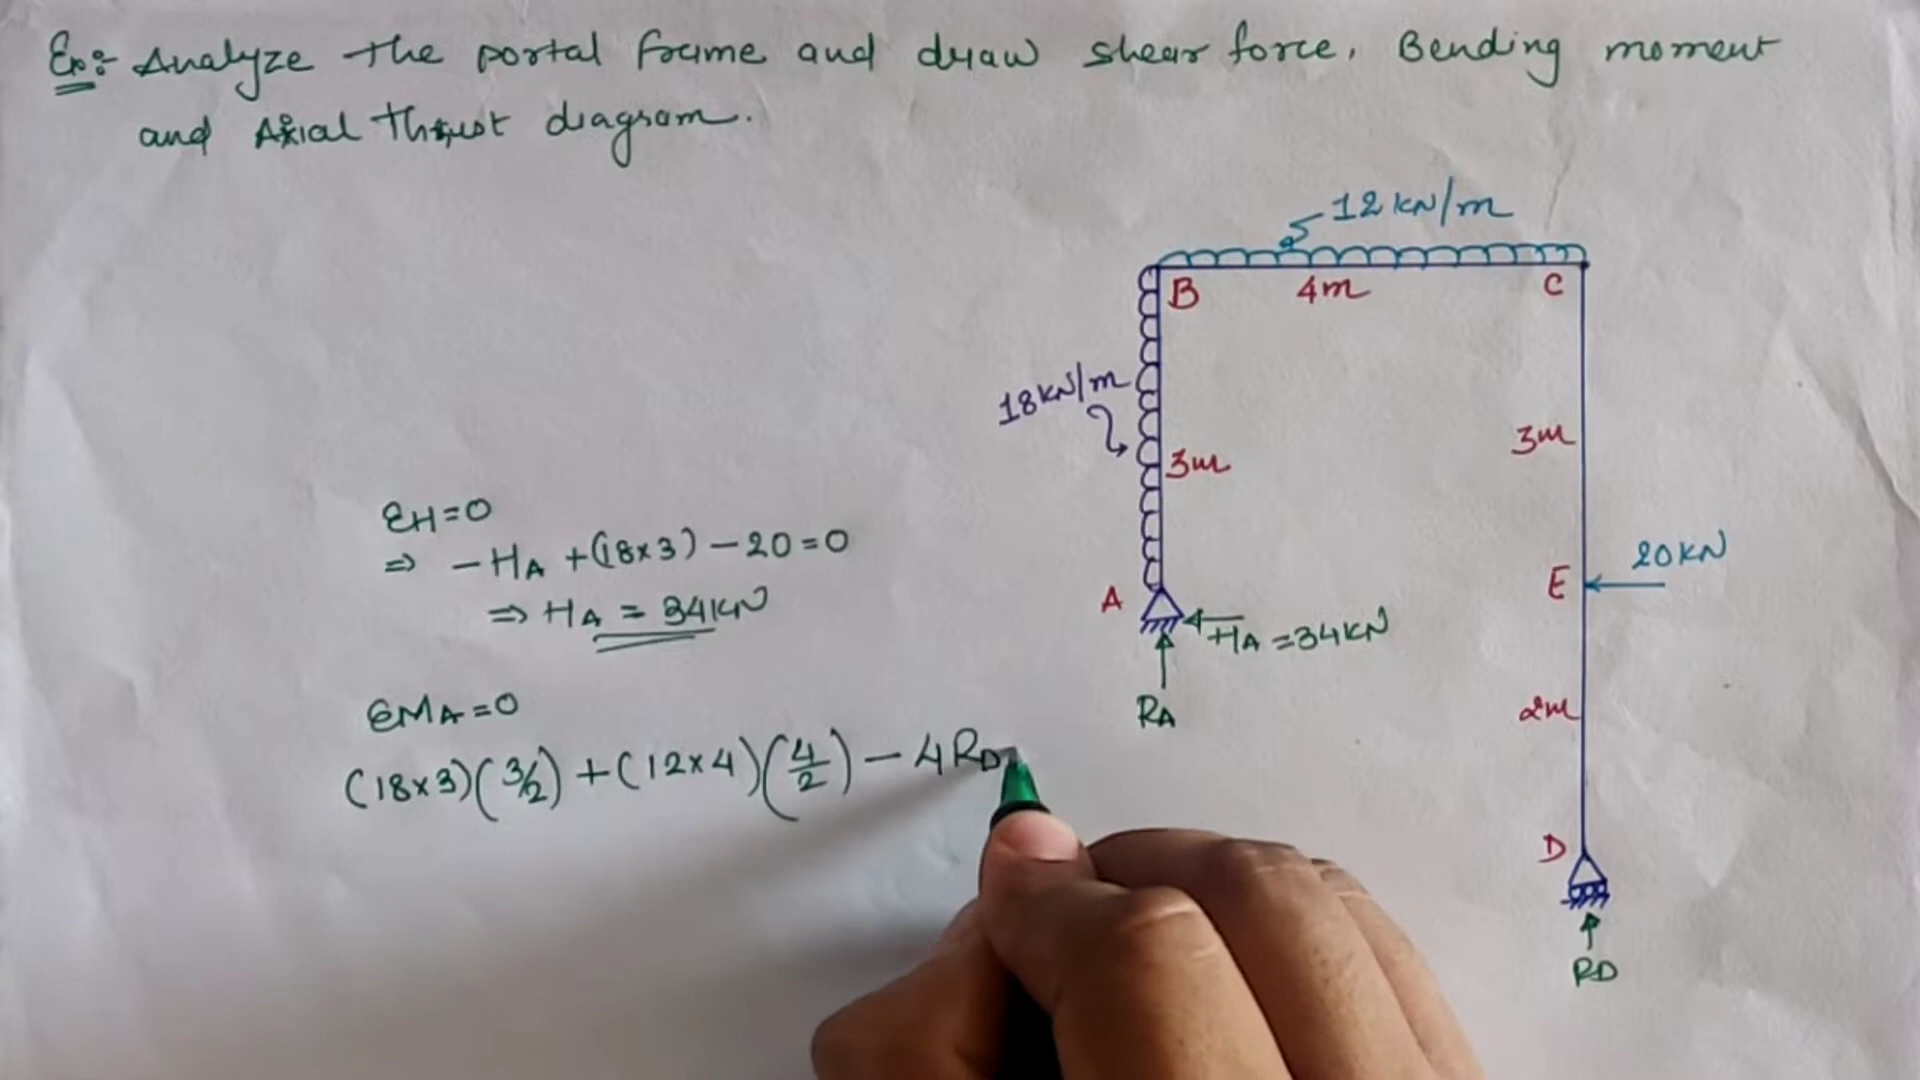 Ex: Analyze the portal frame and draw shear force, Bending moment
and Axial thrust diagram.
12 kN/m
B 4m C
18 kN/m
3m
3m
ΣH=0
⇒ -HA +(18×3) -20=0
⇒ HA = 34kN
20kN
E
A
HA =34kN
RA
2m
ΣMA=0
(18×3)(3/2) +(12×4)(4/2) - 4RD
D
RD